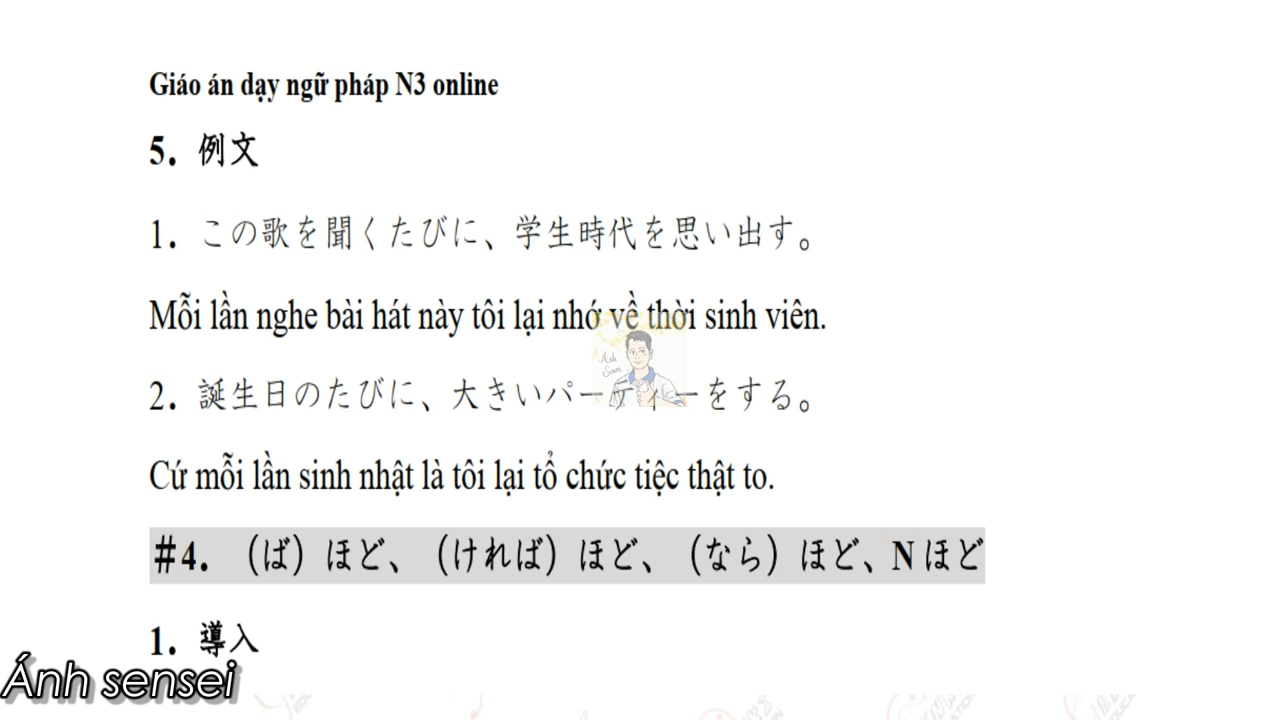 Giáo án dạy ngữ pháp N3 online
5. 例文
1. この歌を聞くたびに、学生時代を思い出す。
Mỗi lần nghe bài hát này tôi lại nhớ về thời sinh viên.
Ánh
Sensei
2. 誕生日のたびに、大きいパーティーをする。
Cứ mỗi lần sinh nhật là tôi lại tổ chức tiệc thật to.
#4. （ば）ほど、（ければ）ほど、（なら）ほど、N ほど
1. 導入
Ánh sensei